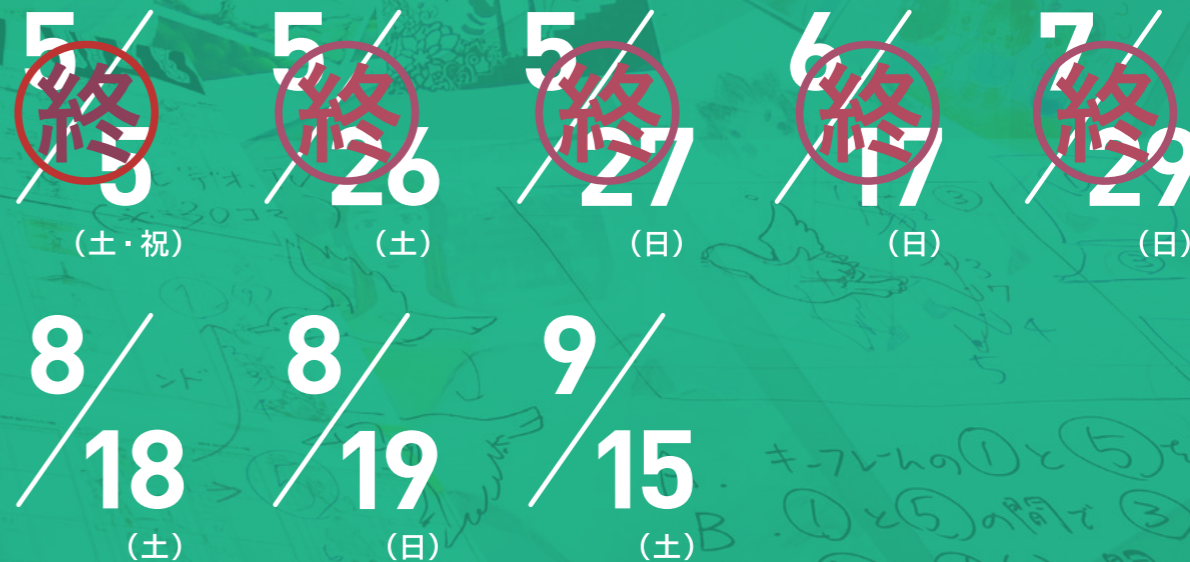 5/5 5/26 5/27 6/17 7/29
終 終 終 終 終
（土・祝） （土） （日） （日） （日）
8/18 8/19 9/15
（土） （日） （土）
キーフレームの①と⑤を
B. ①と⑤の間で③